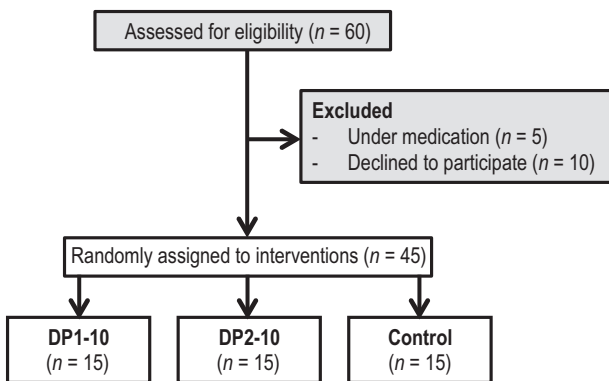 Assessed for eligibility (n = 60)
Excluded
- Under medication (n = 5)
- Declined to participate (n = 10)
Randomly assigned to interventions (n = 45)
DP1-10
(n = 15)
DP2-10
(n = 15)
Control
(n = 15)